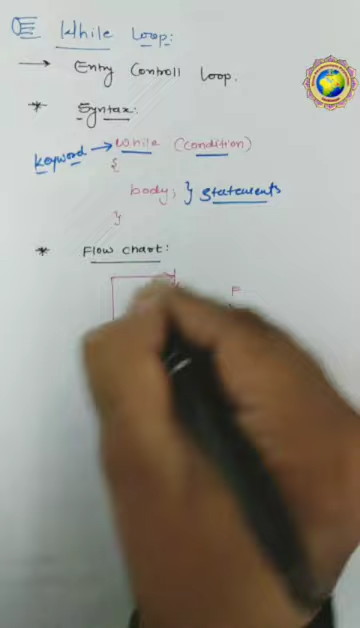 While Loop:
→ Entry Controll Loop.
* Syntax:
keyword → While (condition)
{
body; } statements
}
* Flow chart:
F